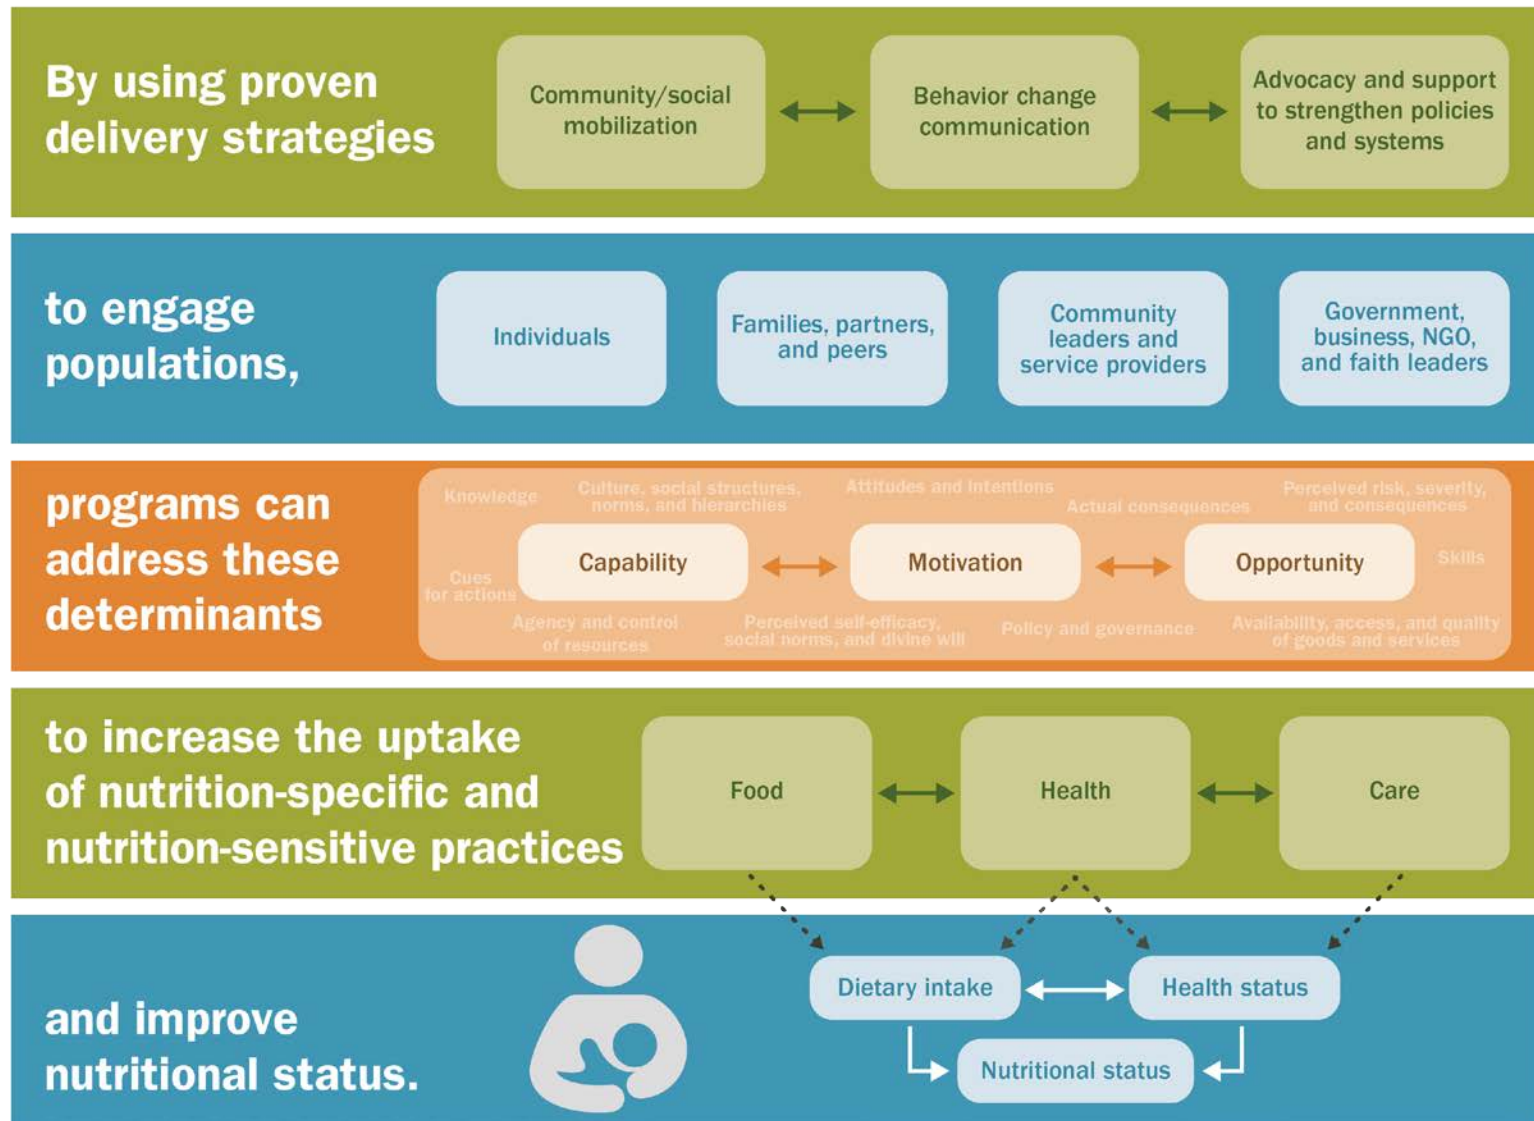 By using proven
delivery strategies
Community/social
mobilization
Behavior change
communication
Advocacy and support
to strengthen policies
and systems
to engage
populations,
Individuals
Families, partners,
and peers
Community
leaders and
service providers
Government,
business, NGO,
and faith leaders
programs can
address these
determinants
Knowledge
Culture, social structures,
norms, and hierarchies
Attitudes and intentions
Actual consequences
Perceived risk, severity,
and consequences
Capability
Motivation
Opportunity
Skills
Cues
for actions
Agency and control
of resources
Perceived self-efficacy,
social norms, and divine will
Policy and governance
Availability, access, and quality
of goods and services
to increase the uptake
of nutrition-specific and
nutrition-sensitive practices
Food
Health
Care
and improve
nutritional status.
Dietary intake
Health status
Nutritional status